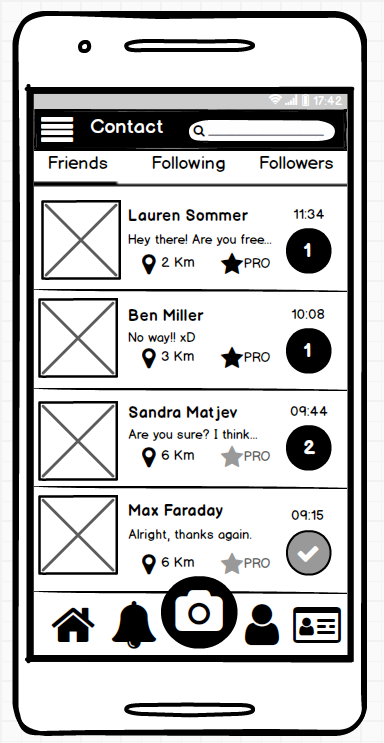 17:42
Contact
Friends Following Followers
Lauren Sommer 11:34
Hey there! Are you free...
2 Km PRO 1
Ben Miller 10:08
No way!! xD
3 Km PRO 1
Sandra Matjev 09:44
Are you sure? I think...
6 Km PRO 2
Max Faraday 09:15
Alright, thanks again.
6 Km PRO